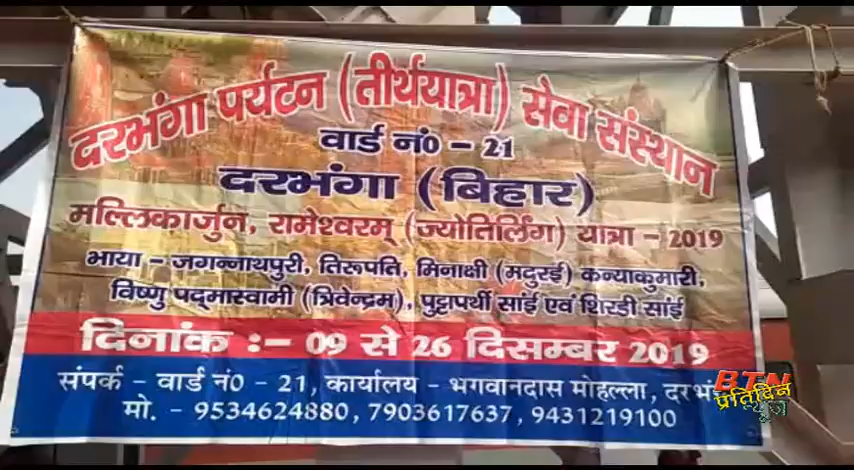 दरभंगा पर्यटन (तीर्थयात्रा) सेवा संस्थान
वार्ड नं० – 21
दरभंगा (बिहार)
मल्लिकार्जुन, रामेश्वरम् (ज्योतिर्लिंग) यात्रा – 2019
भाया – जगन्नाथपुरी, तिरूपति, मिनाक्षी (मदुरई) कन्याकुमारी,
विष्णु पद्मास्वामी (त्रिवेन्द्रम), पुट्टापर्थी साँई एवं शिरडी साँई
दिनांक :– 09 से 26 दिसम्बर 2019
संपर्क – वार्ड नं० – 21, कार्यालय – भगवानदास मोहल्ला,
मो. – 9534624880, 7903617637, 9431219100
BTN
प्रतिदिन
न्यूज